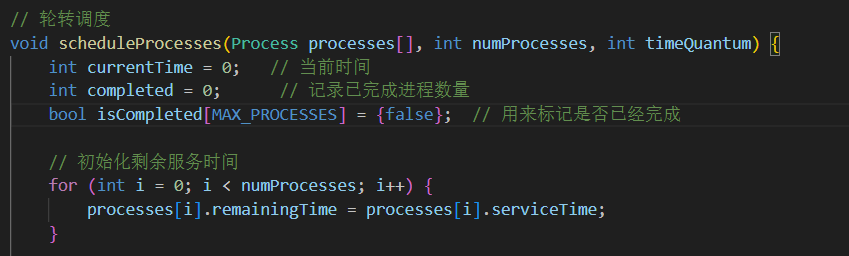 // 轮转调度
void scheduleProcesses(Process processes[], int numProcesses, int timeQuantum) {
    int currentTime = 0;   // 当前时间
    int completed = 0;      // 记录已完成进程数量
    bool isCompleted[MAX_PROCESSES] = {false};  // 用来标记是否已经完成
    // 初始化剩余服务时间
    for (int i = 0; i < numProcesses; i++) {
        processes[i].remainingTime = processes[i].serviceTime;
    }